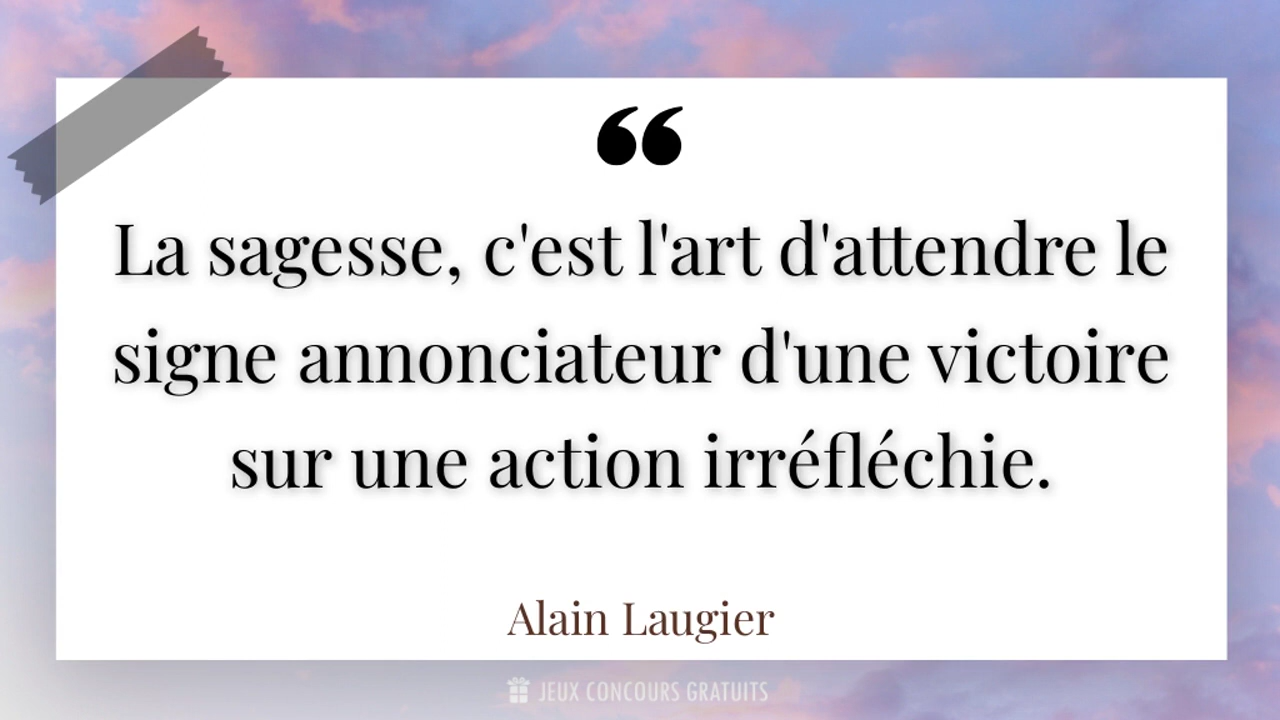 “
La sagesse, c'est l'art d'attendre le
signe annonciateur d'une victoire
sur une action irréfléchie.
Alain Laugier
JEUX CONCOURS GRATUITS